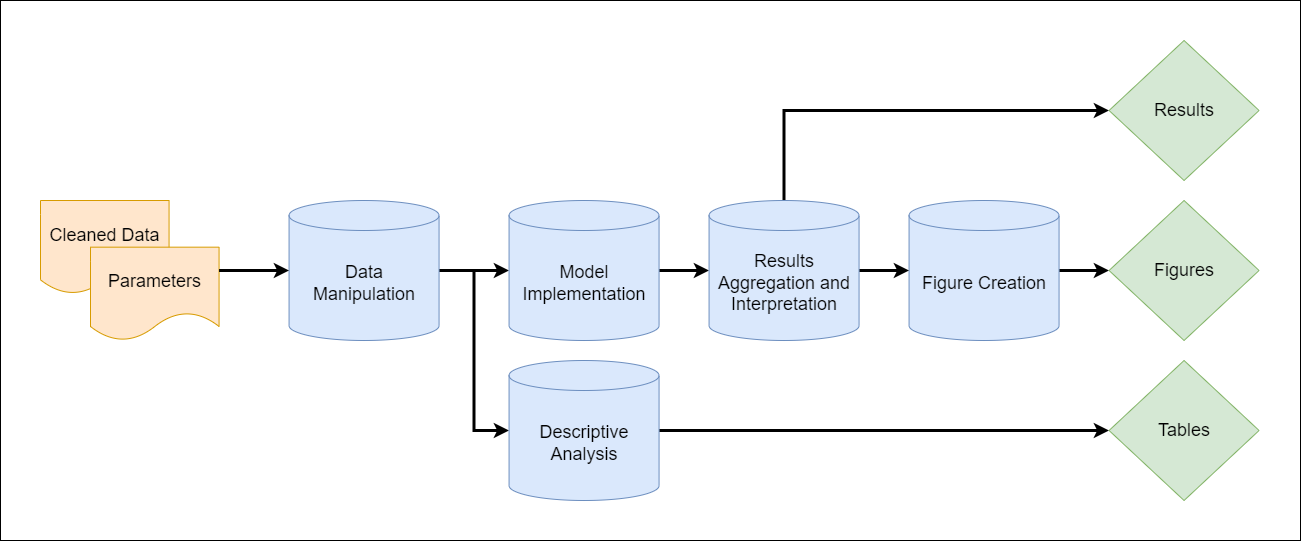 Results
Cleaned Data
Parameters
Data
Manipulation
Model
Implementation
Results
Aggregation and
Interpretation
Figure Creation
Figures
Descriptive
Analysis
Tables